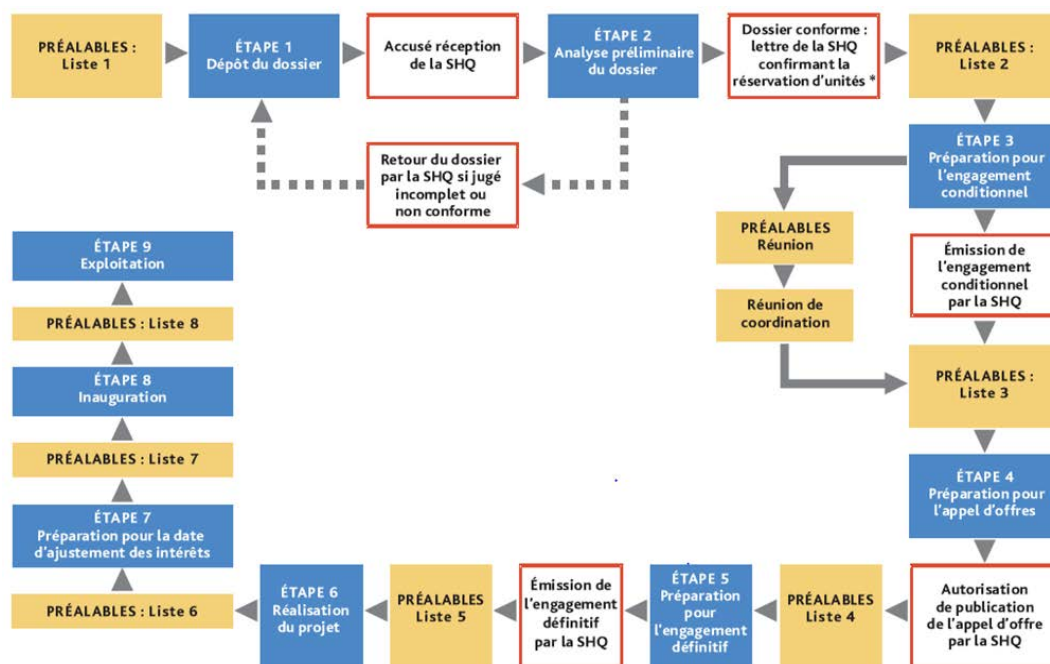 PRÉALABLES :
Liste 1
ÉTAPE 1
Dépôt du dossier
Accusé réception
de la SHQ
ÉTAPE 2
Analyse préliminaire
du dossier
Dossier conforme :
lettre de la SHQ
confirmant la
réservation d'unités *
PRÉALABLES :
Liste 2
Retour du dossier
par la SHQ si jugé
incomplet ou
non conforme
ÉTAPE 3
Préparation pour
l'engagement
conditionnel
PRÉALABLES
Réunion
Réunion de
coordination
Émission de
l'engagement
conditionnel
par la SHQ
PRÉALABLES :
Liste 3
ÉTAPE 4
Préparation pour
l'appel d'offres
Autorisation
de publication
de l'appel d'offre
par la SHQ
PRÉALABLES
Liste 4
ÉTAPE 5
Préparation
pour
l'engagement
définitif
Émission de
l'engagement
définitif
par la SHQ
PRÉALABLES
Liste 5
ÉTAPE 6
Réalisation
du projet
PRÉALABLES : Liste 6
ÉTAPE 7
Préparation pour la date
d'ajustement des intérêts
PRÉALABLES : Liste 7
ÉTAPE 8
Inauguration
PRÉALABLES : Liste 8
ÉTAPE 9
Exploitation